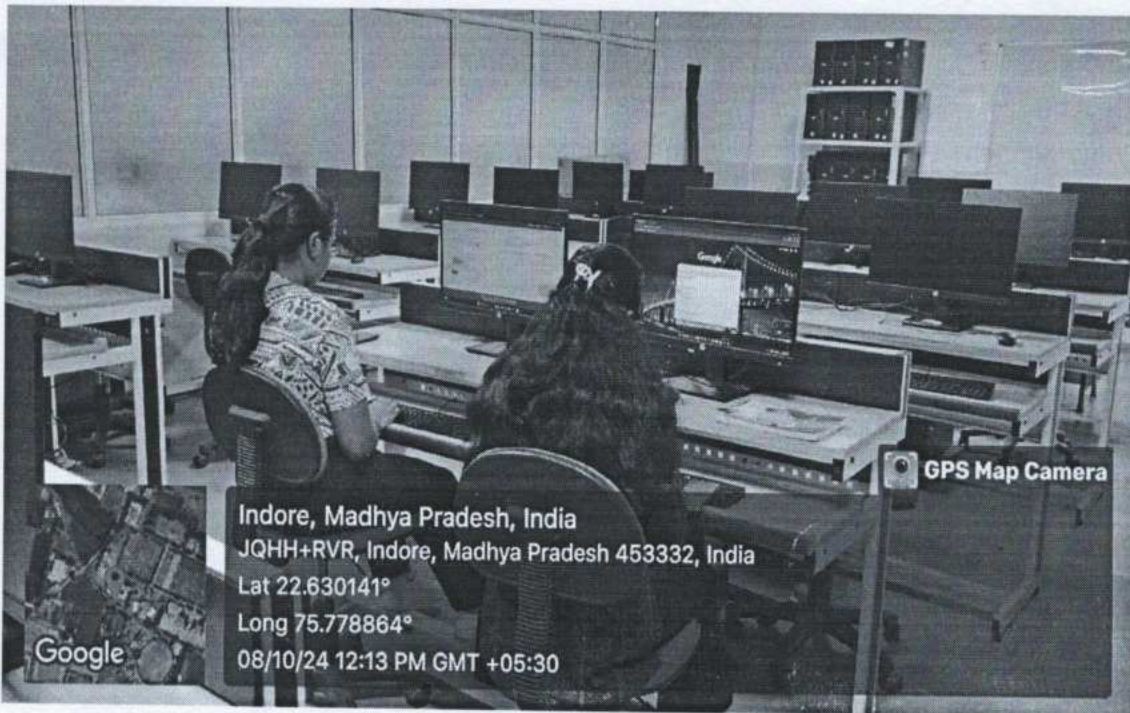 Google
GPS Map Camera
Indore, Madhya Pradesh, India
JQHH+RVR, Indore, Madhya Pradesh 453332, India
Lat 22.630141°
Long 75.778864°
08/10/24 12:13 PM GMT +05:30
Google